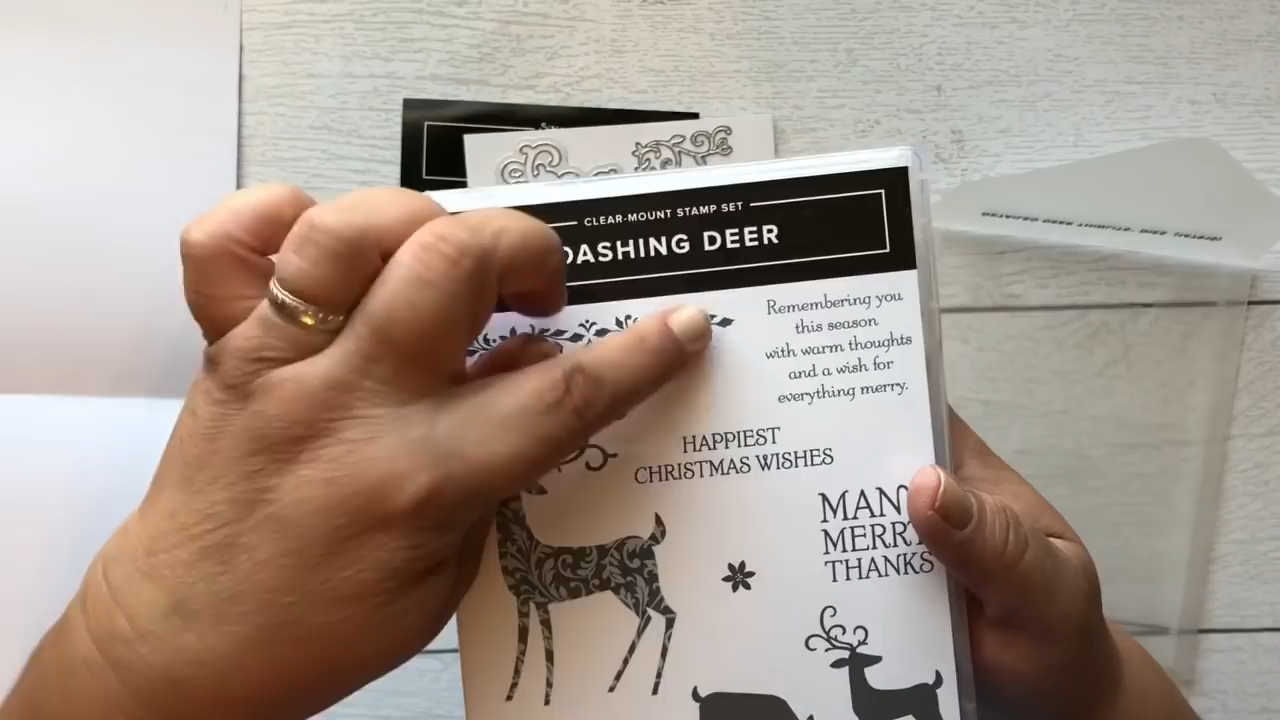 CLEAR-MOUNT STAMP SET
DASHING DEER
Remembering you
this season
with warm thoughts
and a wish for
everything merry.
HAPPIEST
CHRISTMAS WISHES
MAN
MERRY
THANKS